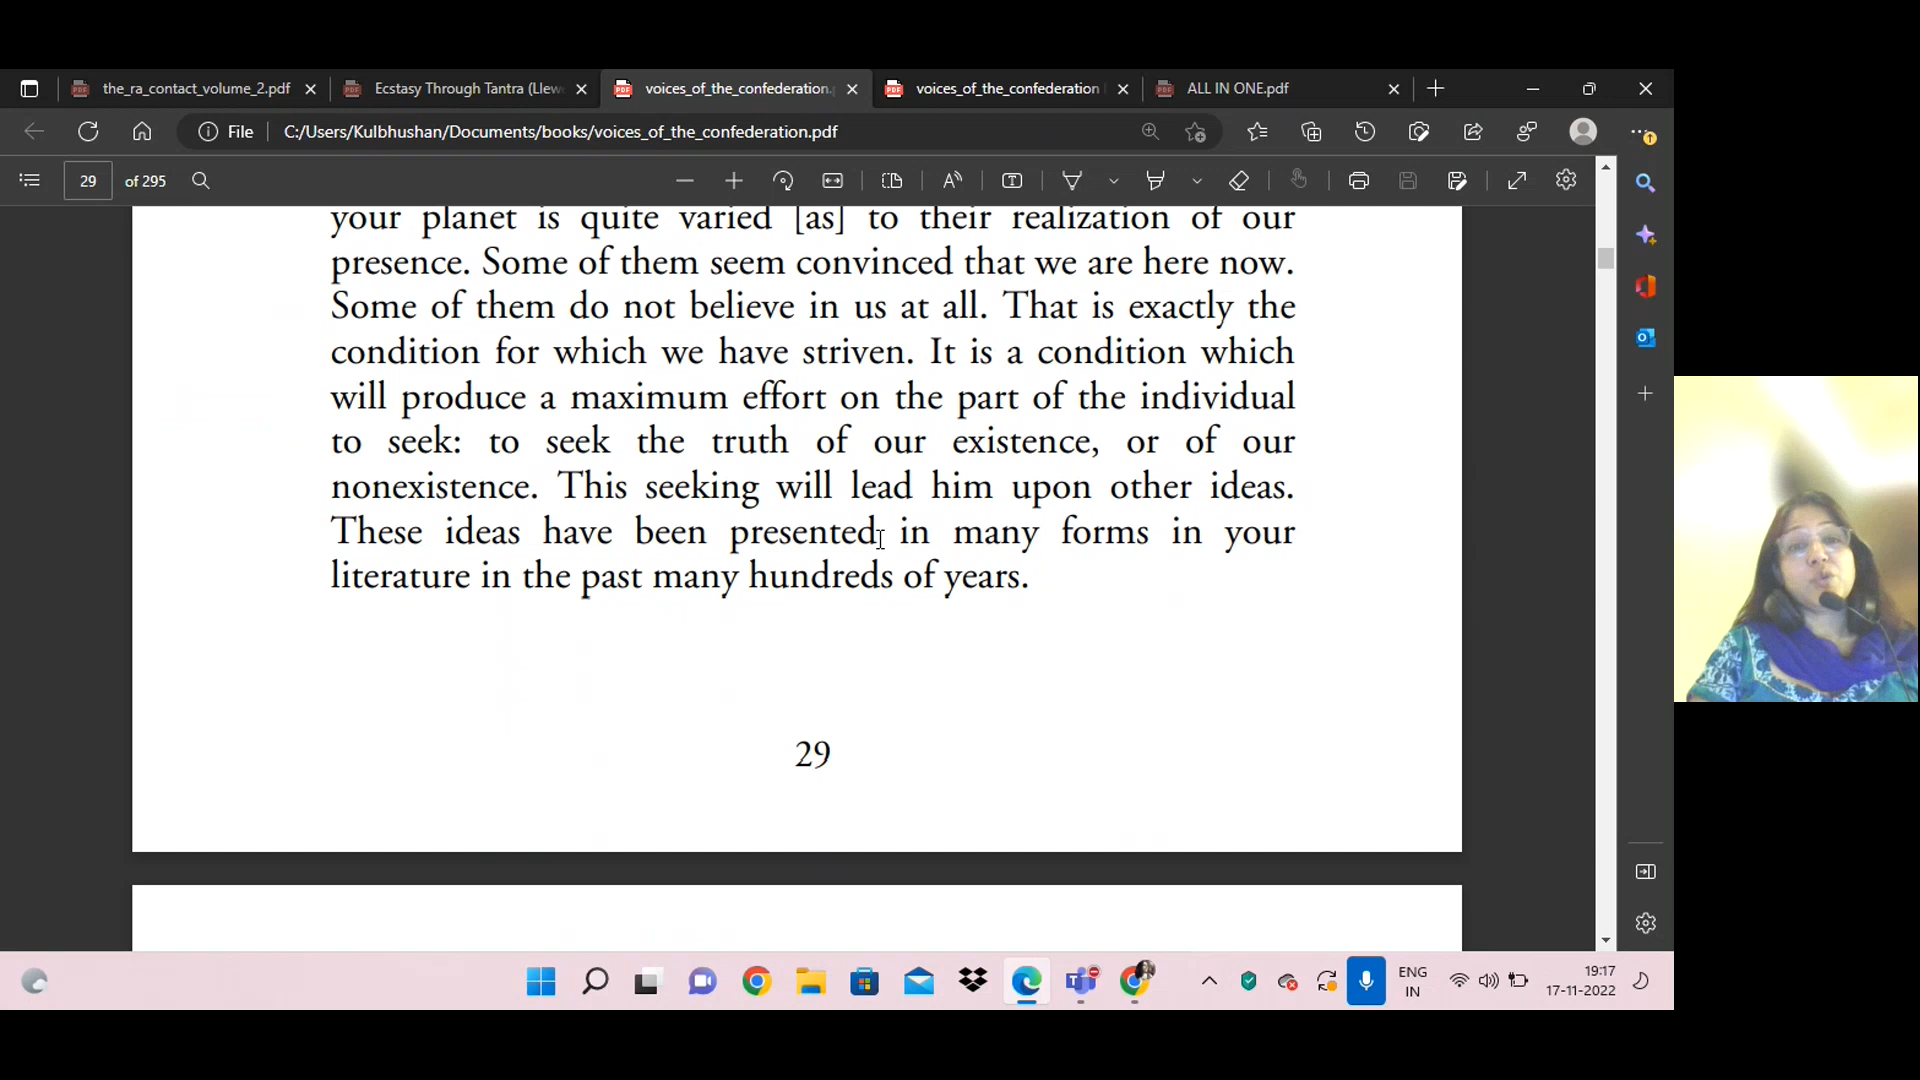 the_ra_contact_volume_2.pdf
Ecstasy Through Tantra (Llew
voices_of_the_confederation.
voices_of_the_confederation
ALL IN ONE.pdf
File C:/Users/Kulbhushan/Documents/books/voices_of_the_confederation.pdf
29 of 295
your planet is quite varied [as] to their realization of our
presence. Some of them seem convinced that we are here now.
Some of them do not believe in us at all. That is exactly the
condition for which we have striven. It is a condition which
will produce a maximum effort on the part of the individual
to seek: to seek the truth of our existence, or of our
nonexistence. This seeking will lead him upon other ideas.
These ideas have been presented in many forms in your
literature in the past many hundreds of years.
29
ENG
IN
19:17
17-11-2022